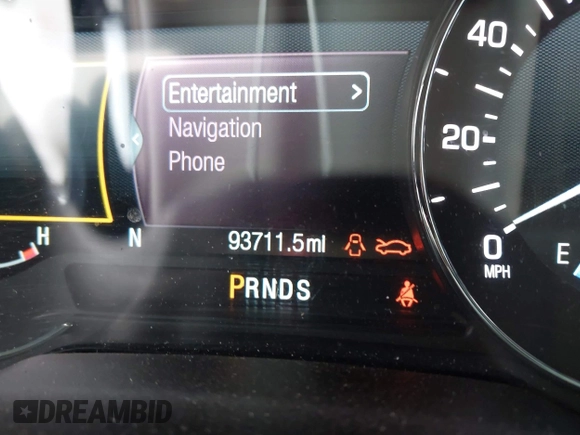 40
Entertainment >
Navigation
20
Phone
H
N
93711.5mi
0
E
MPH
PRNDS
DREAMBID